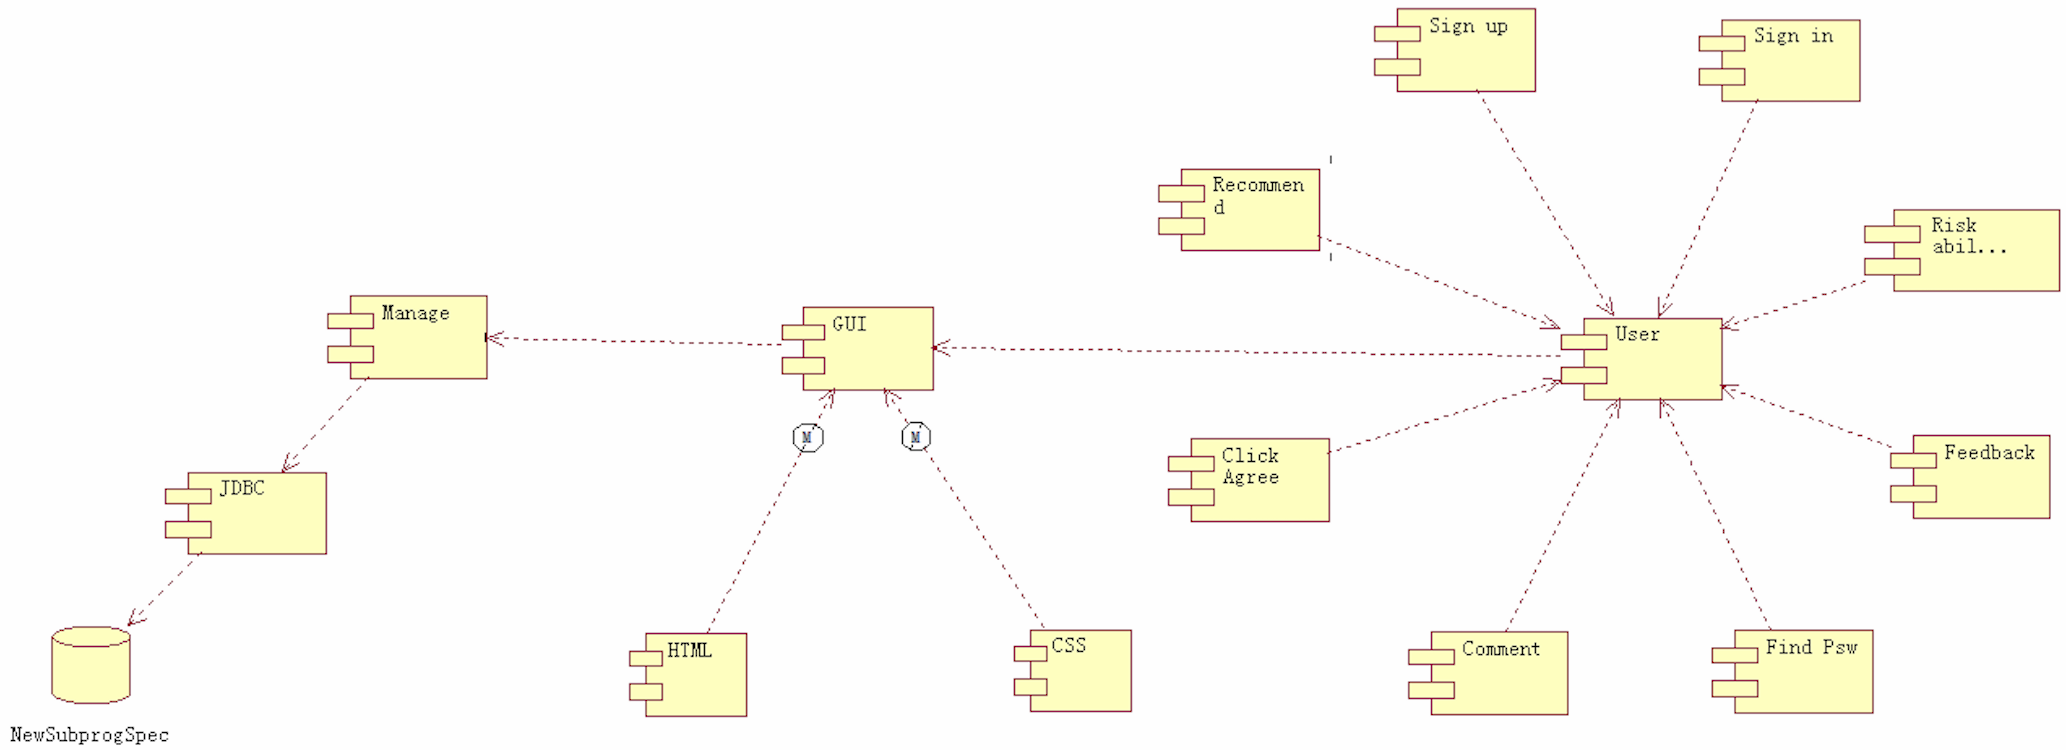 Sign up
Sign in
Recommen
d
Risk
abil...
Manage
GUI
User
M
M
Click
Agree
Feedback
JDBC
HTML
CSS
Comment
Find Psw
NewSubprogSpec